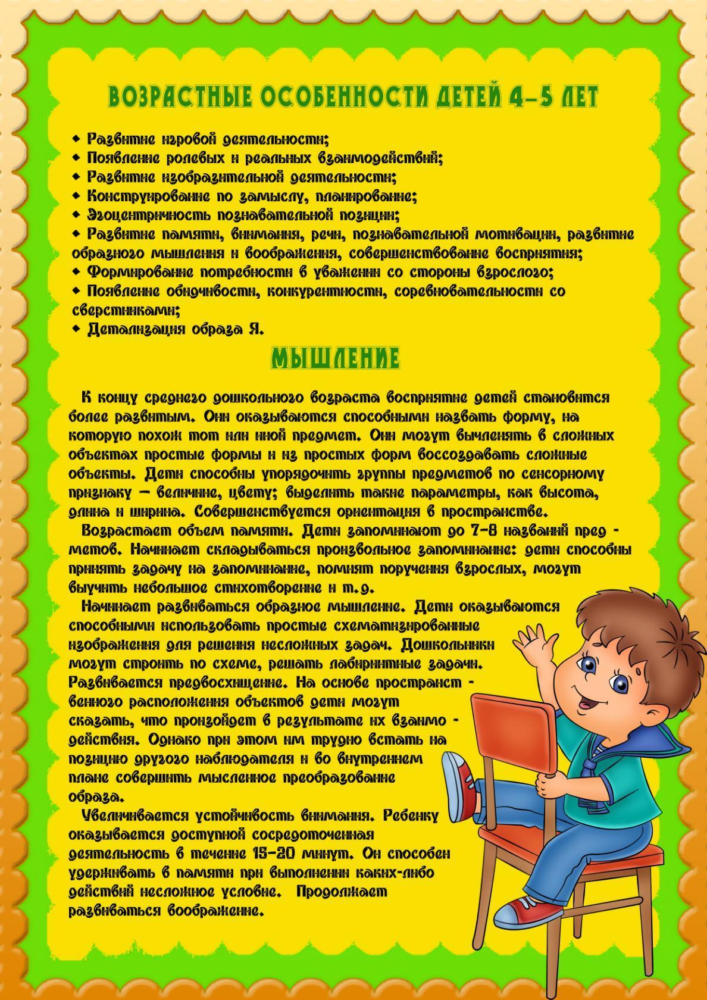 ВОЗРАСТНЫЕ ОСОБЕННОСТИ ДЕТЕЙ 4-5 ЛЕТ
◆ Развитие игровой деятельности;
◆ Появление ролевых и реальных взаимодействий;
◆ Развитие изобразительной деятельности;
◆ Конструирование по замыслу, планирование;
◆ Эгоцентричность познавательной позиции;
◆ Развитие памяти, внимания, речи, познавательной мотивации, развитие
образного мышления и воображения, совершенствование восприятия;
◆ Формирование потребности в уважении со стороны взрослого;
◆ Появление обидчивости, конкурентности, соревновательности со
сверстниками;
◆ Детализация образа Я.
МЫШЛЕНИЕ
К концу среднего дошкольного возраста восприятие детей становится
более развитым. Они оказываются способными назвать форму, на
которую похож тот или иной предмет. Они могут вычленять в сложных
объектах простые формы и из простых форм воссоздавать сложные
объекты. Дети способны упорядочить группы предметов по сенсорному
признаку – величине, цвету; выделить такие параметры, как высота,
длина и ширина. Совершенствуется ориентация в пространстве.
Возрастает объем памяти. Дети запоминают до 7-8 названий пред -
метов. Начинает складываться произвольное запоминание: дети способны
принять задачу на запоминание, помнят поручения взрослых, могут
выучить небольшое стихотворение и т.д.
Начинает развиваться образное мышление. Дети оказываются
способными использовать простые схематизированные
изображения для решения несложных задач. Дошкольники
могут строить по схеме, решать лабиринтные задачи.
Развивается предвосхищение. На основе пространст -
венного расположения объектов дети могут
сказать, что произойдет в результате их взаимо -
действия. Однако при этом им трудно встать на
позицию другого наблюдателя и во внутреннем
плане совершить мысленное преобразование
образа.
Увеличивается устойчивость внимания. Ребенку
оказывается доступной сосредоточенная
деятельность в течение 15-20 минут. Он способен
удерживать в памяти при выполнении каких-либо
действий несложное условие. Продолжает
развиваться воображение.